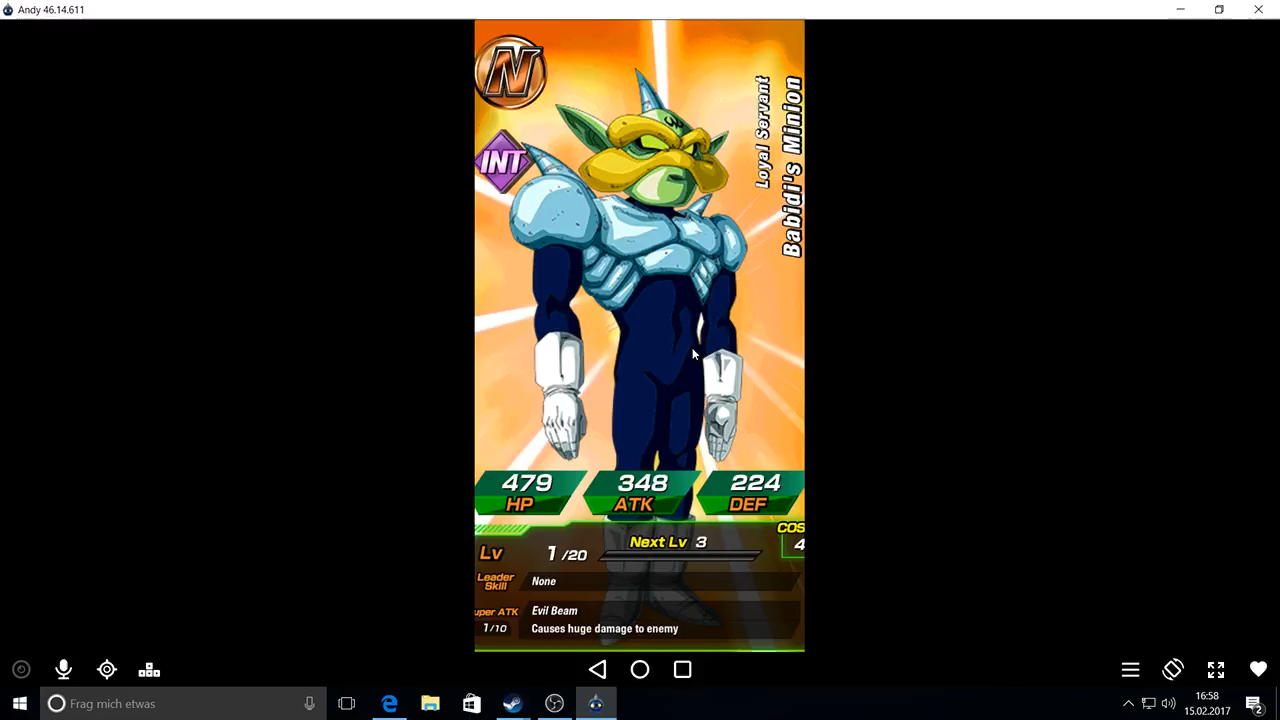 Andy 46.14.611
N
INT
Loyal Servant
Babidi's Minion
479
HP
348
ATK
224
DEF
COS
4
Lv 1/20
Next Lv 3
Leader Skill
None
uper ATK
1/10
Evil Beam
Causes huge damage to enemy
Frag mich etwas
16:58
15.02.2017
2